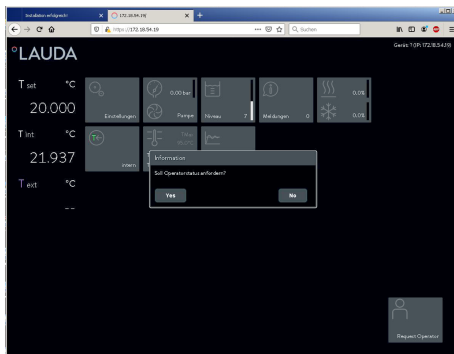 Installation erfolgreich!
172.18.54.19/
https://172.18.54.19/
Suchen
Gerät: 1 (IP: 172.18.54.19)
°LAUDA
T set °C
20.000
T int °C
21.937
T ext °C
--
Einstellungen
0.00 bar
Pumpe
Niveau 7
Meldungen 0
0.0%
0.0%
intern
Information
Soll Operatorstatus anfordern?
Yes
No
Request Operator